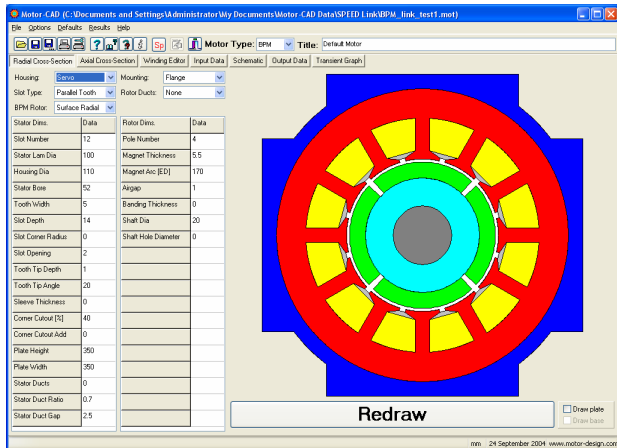 Motor-CAD (C:\Documents and Settings\Administrator\My Documents\Motor-CAD Data\SPEED Link\BPM_link_test1.mot)
File Options Defaults Results Help
Sp Motor Type: BPM Title: Default Motor
Radial Cross-Section Axial Cross-Section Winding Editor Input Data Schematic Output Data Transient Graph
Housing: Servo Mounting: Flange
Slot Type: Parallel Tooth Rotor Ducts: None
BPM Rotor: Surface Radial
Stator Dims. Data Rotor Dims. Data
Slot Number 12 Pole Number 4
Stator Lam Dia 100 Magnet Thickness 5.5
Housing Dia 110 Magnet Arc [ED] 170
Stator Bore 52 Airgap 1
Tooth Width 5 Banding Thickness 0
Slot Depth 14 Shaft Dia 20
Slot Corner Radius 0 Shaft Hole Diameter 0
Slot Opening 2
Tooth Tip Depth 1
Tooth Tip Angle 20
Sleeve Thickness 0
Corner Cutout [%] 40
Corner Cutout Add 0
Plate Height 350
Plate Width 350
Stator Ducts 0
Stator Duct Ratio 0.7
Stator Duct Gap 2.5
Redraw
Draw plate
Draw base
mm 24 September 2004 www.motor-design.com